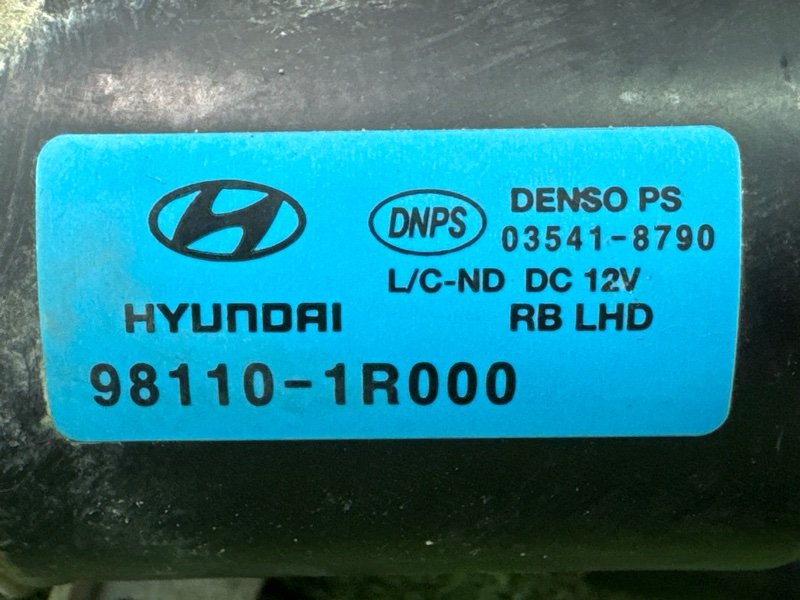 DNPS DENSO PS
03541-8790
L/C-ND DC 12V
HYUNDAI RB LHD
98110-1R000